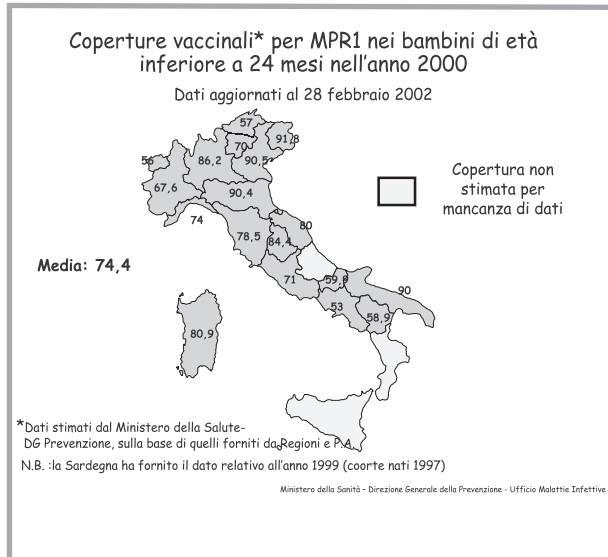 Coperture vaccinali* per MPR1 nei bambini di età
inferiore a 24 mesi nell'anno 2000
Dati aggiornati al 28 febbraio 2002
57
91,8
70
56
86,2
90,5
67,6
90,4
74
80
78,5
84,4
71
59,9
90
53
58,9
80,9
Copertura non
stimata per
mancanza di dati
Media: 74,4
*Dati stimati dal Ministero della Salute-
DG Prevenzione, sulla base di quelli forniti da Regioni e P.A.
N.B. :la Sardegna ha fornito il dato relativo all'anno 1999 (coorte nati 1997)
Ministero della Sanità - Direzione Generale della Prevenzione - Ufficio Malattie Infettive